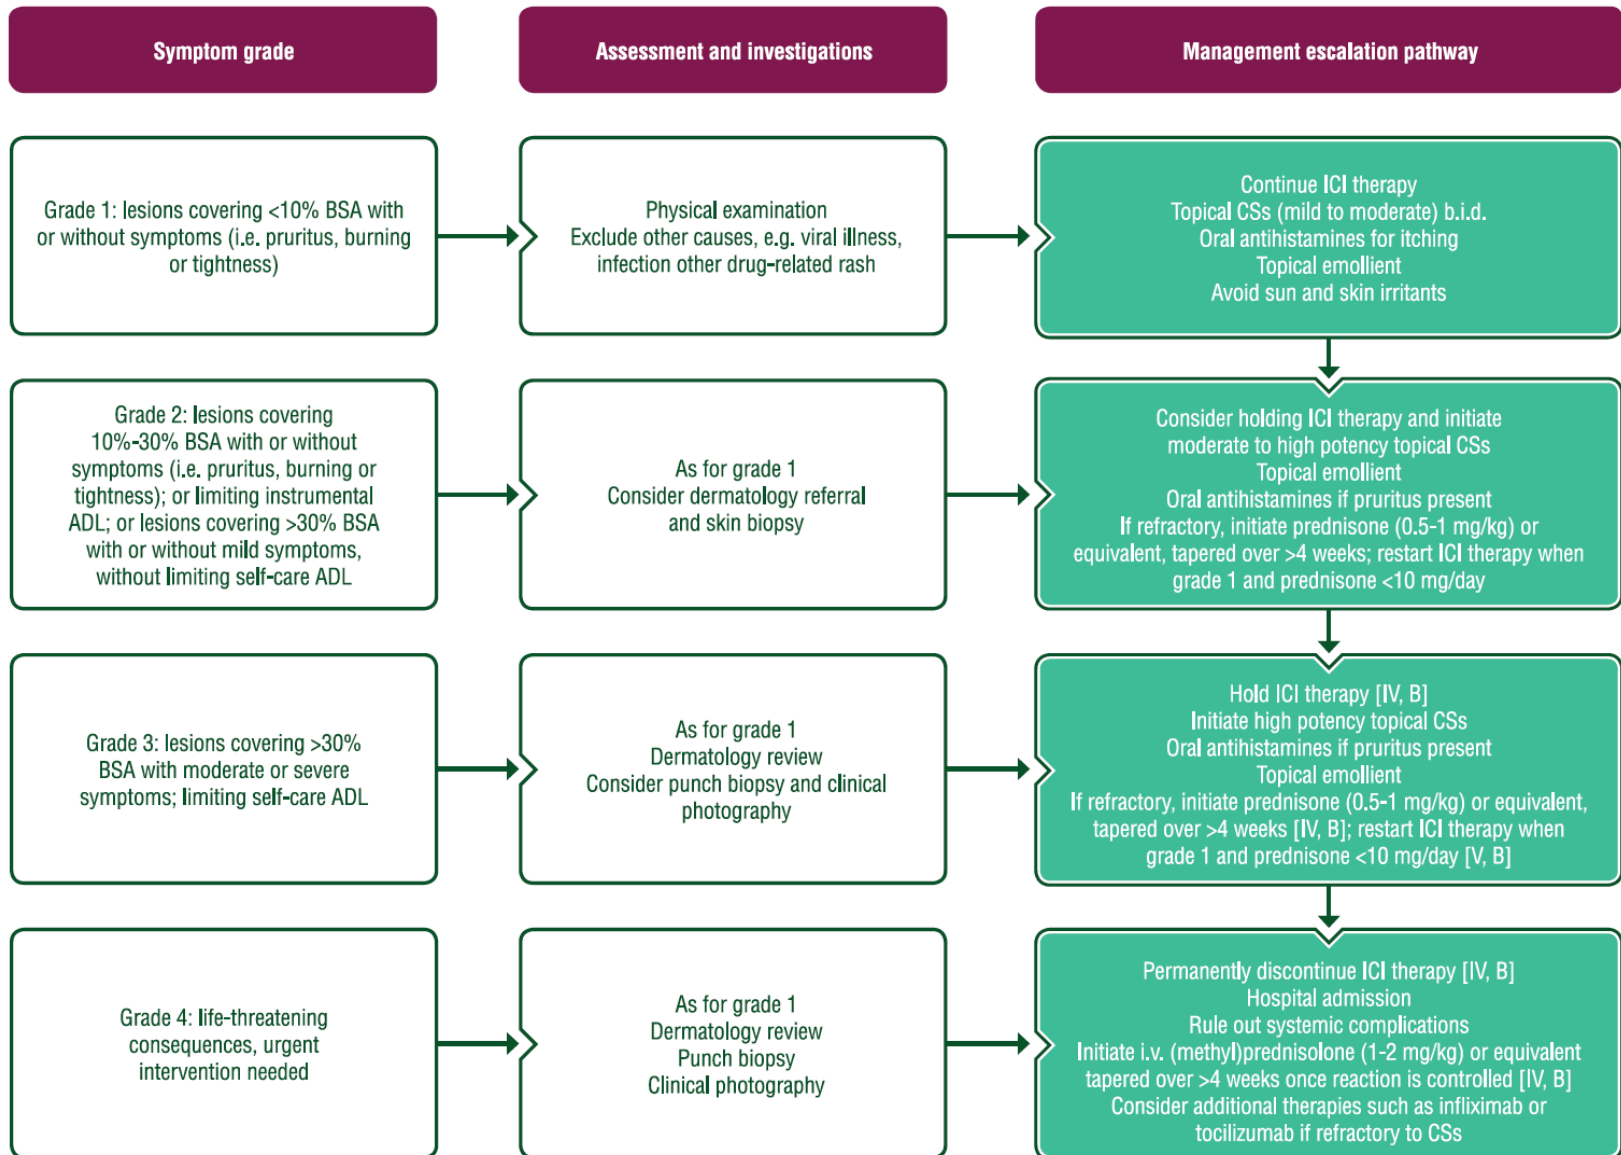 Symptom grade
Assessment and investigations
Management escalation pathway
Grade 1: lesions covering <10% BSA with
or without symptoms (i.e. pruritus, burning
or tightness)
Physical examination
Exclude other causes, e.g. viral illness,
infection other drug-related rash
Continue ICI therapy
Topical CSs (mild to moderate) b.i.d.
Oral antihistamines for itching
Topical emollient
Avoid sun and skin irritants
Grade 2: lesions covering
10%-30% BSA with or without
symptoms (i.e. pruritus, burning or
tightness); or limiting instrumental
ADL; or lesions covering >30% BSA
with or without mild symptoms,
without limiting self-care ADL
As for grade 1
Consider dermatology referral
and skin biopsy
Consider holding ICI therapy and initiate
moderate to high potency topical CSs
Topical emollient
Oral antihistamines if pruritus present
If refractory, initiate prednisone (0.5-1 mg/kg) or
equivalent, tapered over >4 weeks; restart ICI therapy when
grade 1 and prednisone <10 mg/day
Grade 3: lesions covering >30%
BSA with moderate or severe
symptoms; limiting self-care ADL
As for grade 1
Dermatology review
Consider punch biopsy and clinical
photography
Hold ICI therapy [IV, B]
Initiate high potency topical CSs
Oral antihistamines if pruritus present
Topical emollient
If refractory, initiate prednisone (0.5-1 mg/kg) or equivalent,
tapered over >4 weeks [IV, B]; restart ICI therapy when
grade 1 and prednisone <10 mg/day [V, B]
Grade 4: life-threatening
consequences, urgent
intervention needed
As for grade 1
Dermatology review
Punch biopsy
Clinical photography
Permanently discontinue ICI therapy [IV, B]
Hospital admission
Rule out systemic complications
Initiate i.v. (methyl)prednisolone (1-2 mg/kg) or equivalent
tapered over >4 weeks once reaction is controlled [IV, B]
Consider additional therapies such as infliximab or
tocilizumab if refractory to CSs